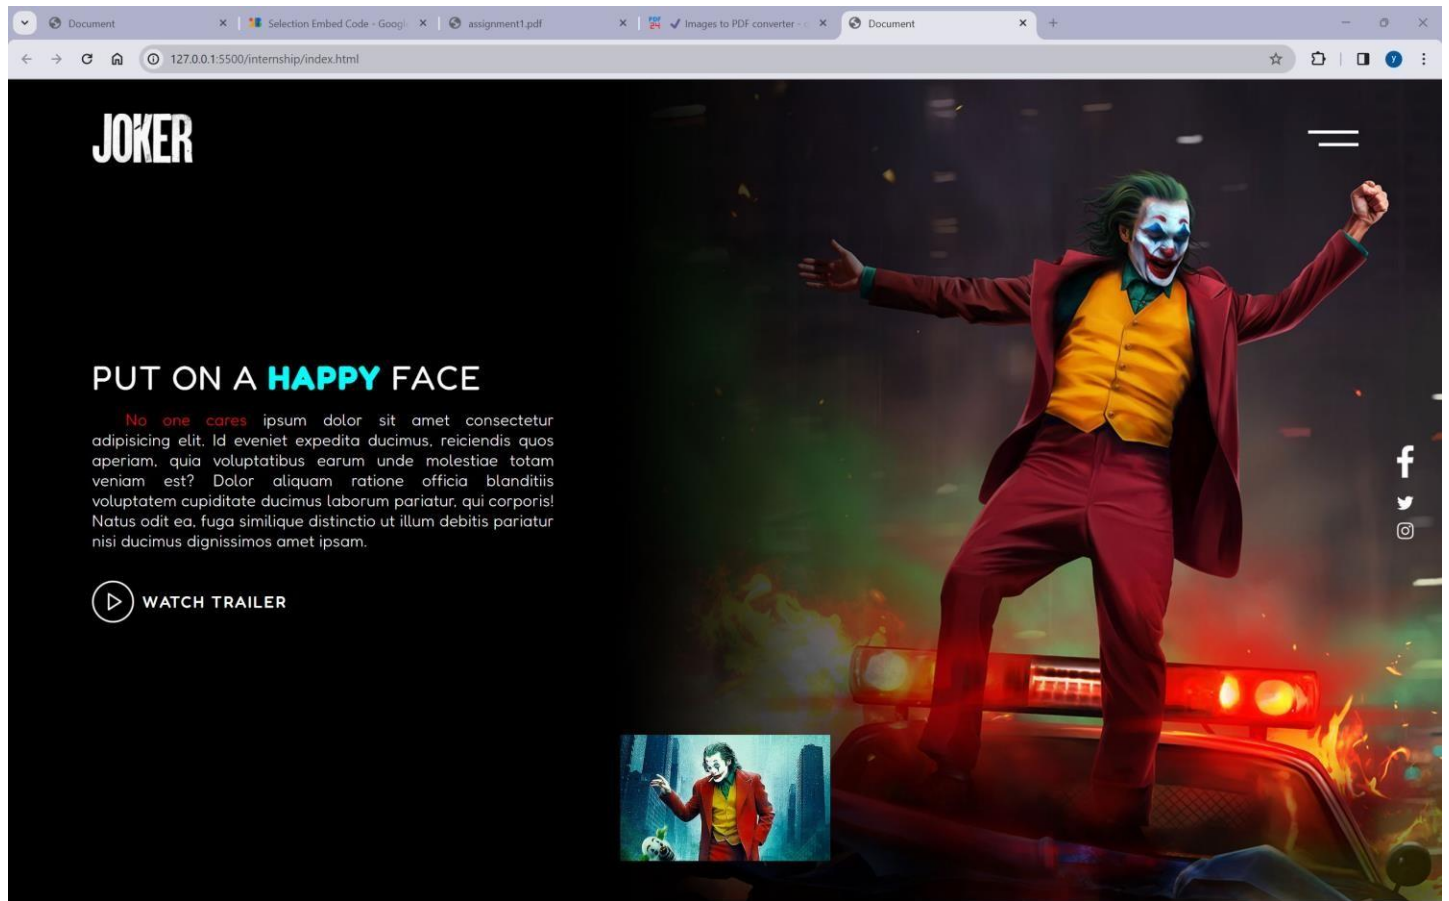 Document
Selection Embed Code - Googl
assignment1.pdf
Images to PDF converter -
Document
127.0.0.1:5500/internship/index.html
y
JOKER
PUT ON A HAPPY FACE
No one cares ipsum dolor sit amet consectetur
adipisicing elit. Id eveniet expedita ducimus, reiciendis quos
aperiam, quia voluptatibus earum unde molestiae totam
veniam est? Dolor aliquam ratione officia blanditiis
voluptatem cupiditate ducimus laborum pariatur, qui corporis!
Natus odit ea, fuga similique distinctio ut illum debitis pariatur
nisi ducimus dignissimos amet ipsam.
WATCH TRAILER